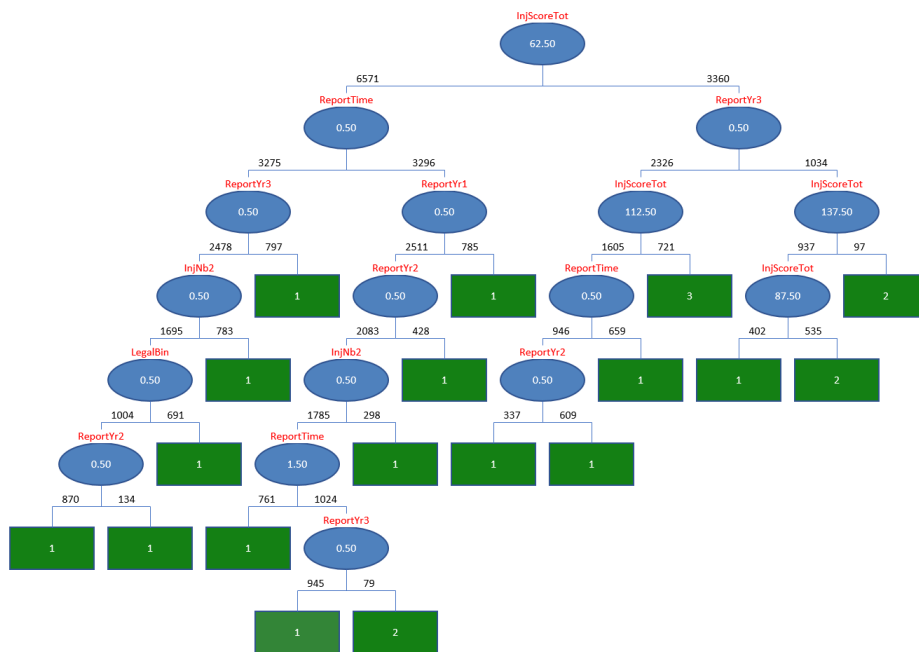 InjScoreTot
62.50
6571 3360
ReportTime ReportYr3
0.50 0.50
3275 3296 2326 1034
ReportYr3 ReportYr1 InjScoreTot InjScoreTot
0.50 0.50 112.50 137.50
2478 797 2511 785 1605 721 937 97
InjNb2 ReportYr2 ReportTime InjScoreTot
0.50 1 0.50 1 0.50 3 87.50 2
1695 783 2083 428 946 659 402 535
LegalBin InjNb2 ReportYr2
0.50 1 0.50 1 0.50 1 1 2
1004 691 1785 298 337 609
ReportYr2 ReportTime
0.50 1 1.50 1 1 1
870 134 761 1024
ReportYr3
1 1 1 0.50
945 79
1 2